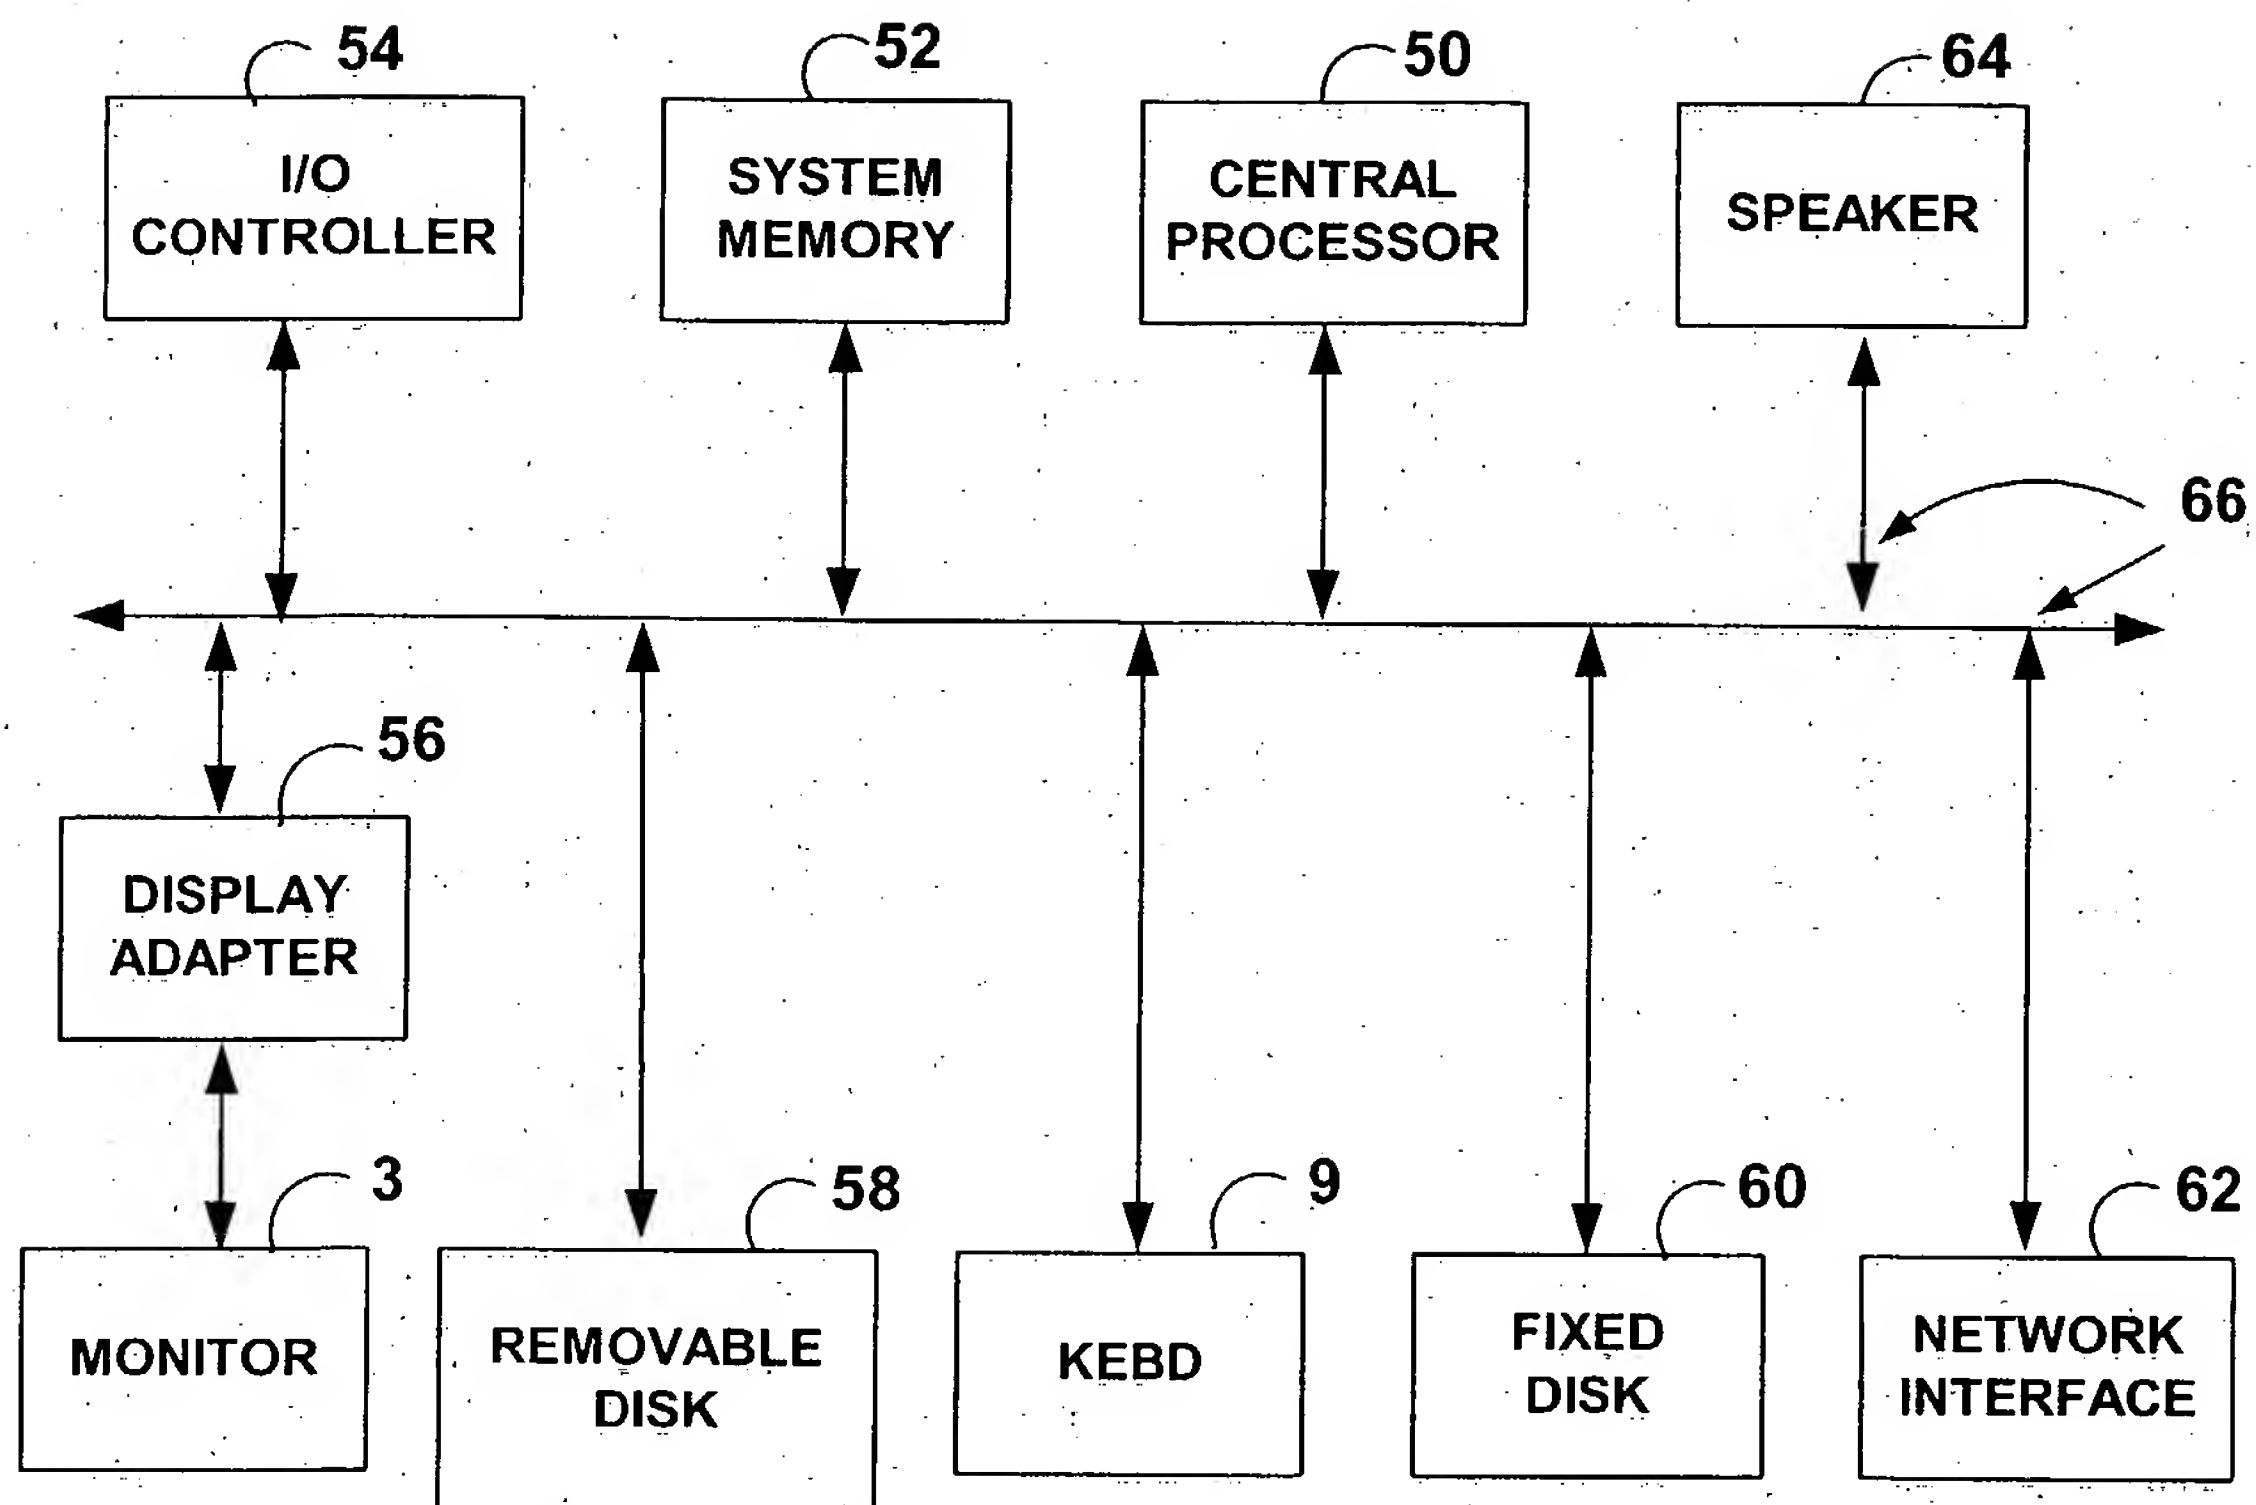 54
52
50
64
I/O
CONTROLLER
SYSTEM
MEMORY
CENTRAL
PROCESSOR
SPEAKER
66
56
DISPLAY
ADAPTER
3
58
9
60
62
MONITOR
REMOVABLE
DISK
KEBD
FIXED
DISK
NETWORK
INTERFACE